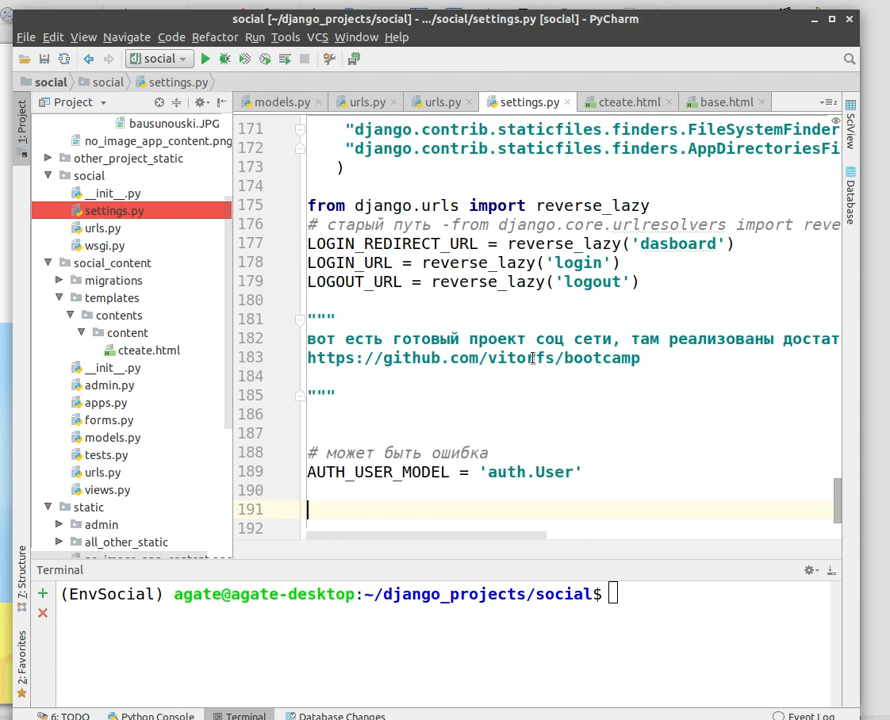 social [~/django_projects/social] - .../social/settings.py [social] - PyCharm
File Edit View Navigate Code Refactor Run Tools VCS Window Help
social
social social settings.py
Project
models.py urls.py urls.py settings.py cteate.html base.html
1: Project
7: Structure
2: Favorites
SciView
Database
bausunouski.JPG
no_image_app_content.png
other_project_static
social
__init__.py
settings.py
urls.py
wsgi.py
social_content
migrations
templates
contents
content
cteate.html
__init__.py
admin.py
apps.py
forms.py
models.py
tests.py
urls.py
views.py
static
admin
all_other_static
171 "django.contrib.staticfiles.finders.FileSystemFinder
172 "django.contrib.staticfiles.finders.AppDirectoriesFi
173 )
174
175 from django.urls import reverse_lazy
176 # старый путь -from django.core.urlresolvers import reve
177 LOGIN_REDIRECT_URL = reverse_lazy('dasboard')
178 LOGIN_URL = reverse_lazy('login')
179 LOGOUT_URL = reverse_lazy('logout')
180
181 """
182 вот есть готовый проект соц сети, там реализованы достат
183 https://github.com/vitorfs/bootcamp
184
185 """
186
187
188 # может быть ошибка
189 AUTH_USER_MODEL = 'auth.User'
190
191
192
Terminal
(EnvSocial) agate@agate-desktop:~/django_projects/social$
6: TODO Python Console Terminal Database Changes Event Log